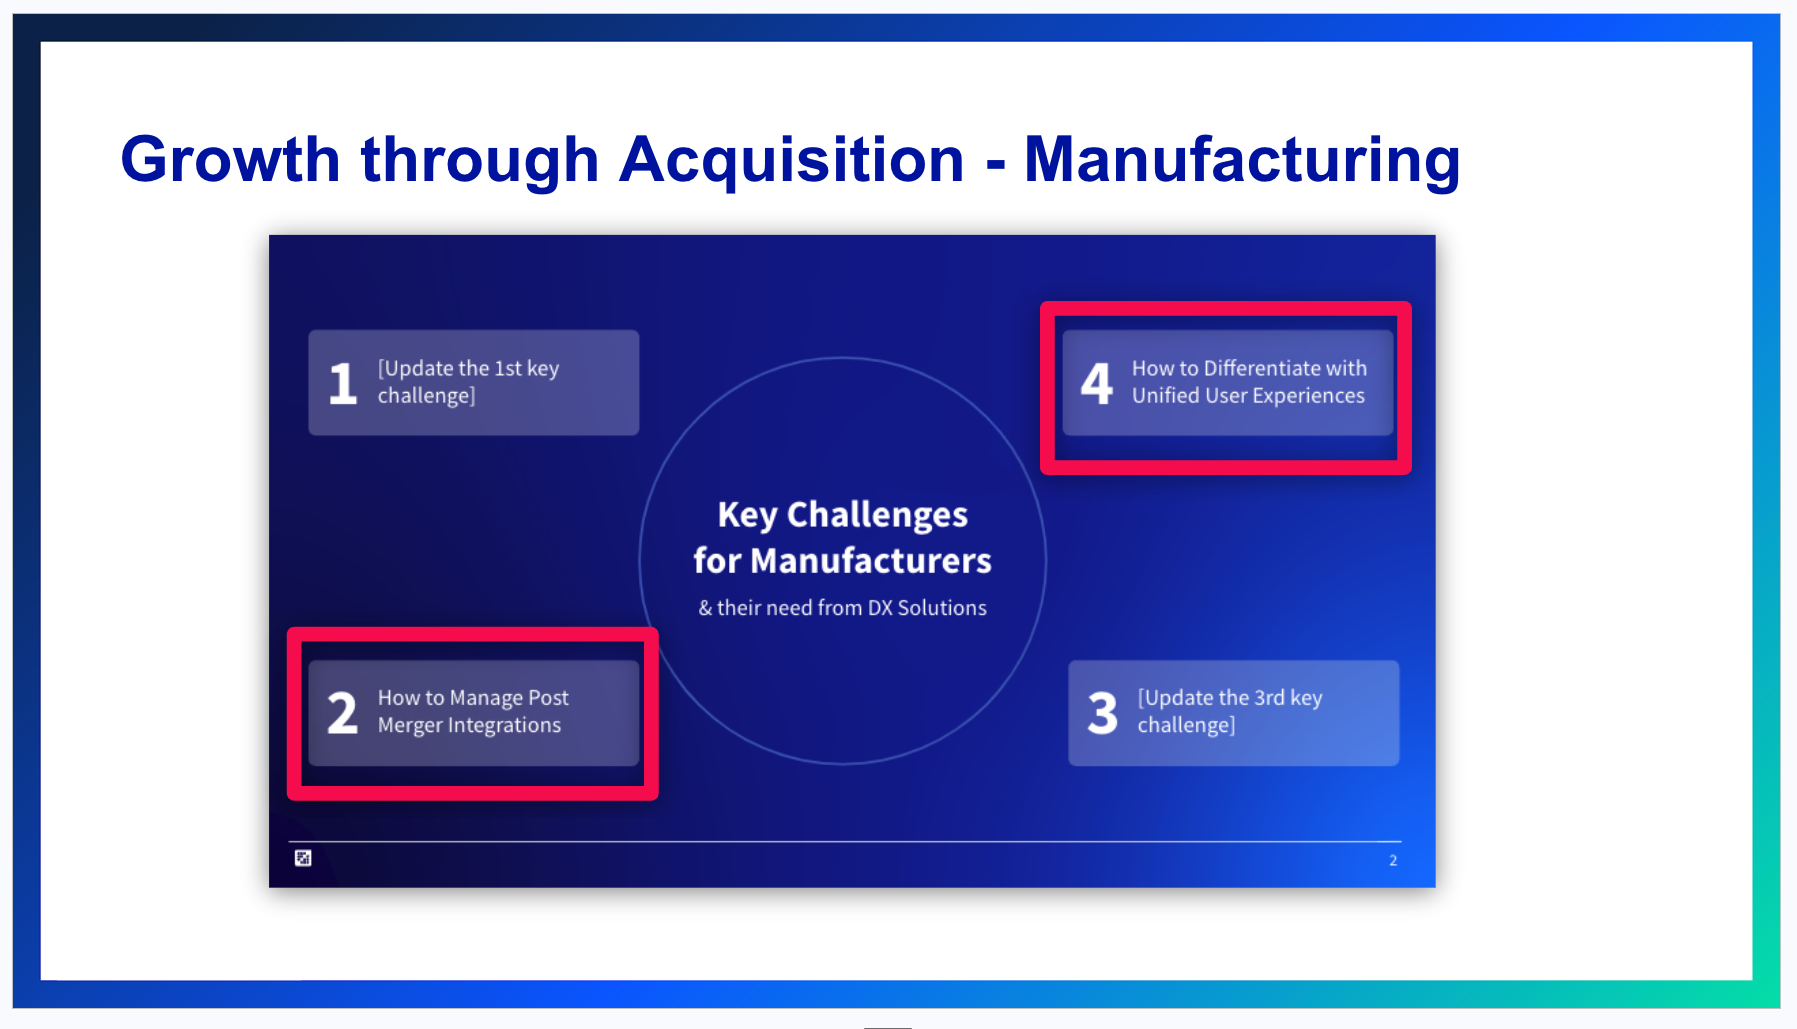 Growth through Acquisition - Manufacturing
1
[Update the 1st key
challenge]
2
How to Manage Post
Merger Integrations
Key Challenges
for Manufacturers
& their need from DX Solutions
4
How to Differentiate with
Unified User Experiences
3
[Update the 3rd key
challenge]
2